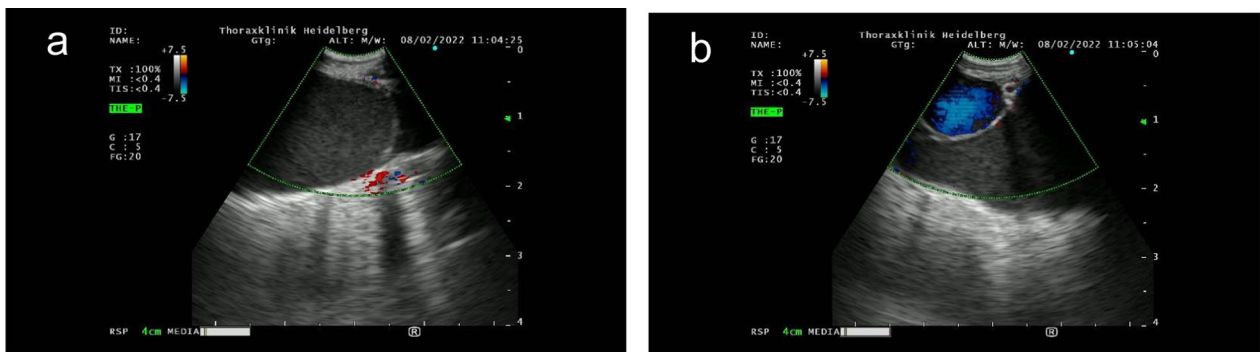 a
ID: Thoraxklinik Heidelberg
NAME: GTg: ALT: M/W: 08/02/2022 11:04:25
+7.5
0
TX :100%
MI :<0.4
TIS:<0.4
-7.5
THE-P
1
G :17
C : 5
FG:20
2
3
4
RSP 4cm MEDIA
R
b
ID: Thoraxklinik Heidelberg
NAME: GTg: ALT: M/W: 08/02/2022 11:05:04
+7.5
0
TX :100%
MI :<0.4
TIS:<0.4
-7.5
THE-P
1
G :17
C : 5
FG:20
2
3
4
RSP 4cm MEDIA
R